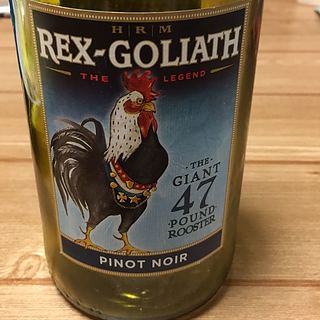 H|R|M
REX-GOLIATH
THE LEGEND
·THE·
GIANT
47
·POUND·
ROOSTER
PINOT NOIR